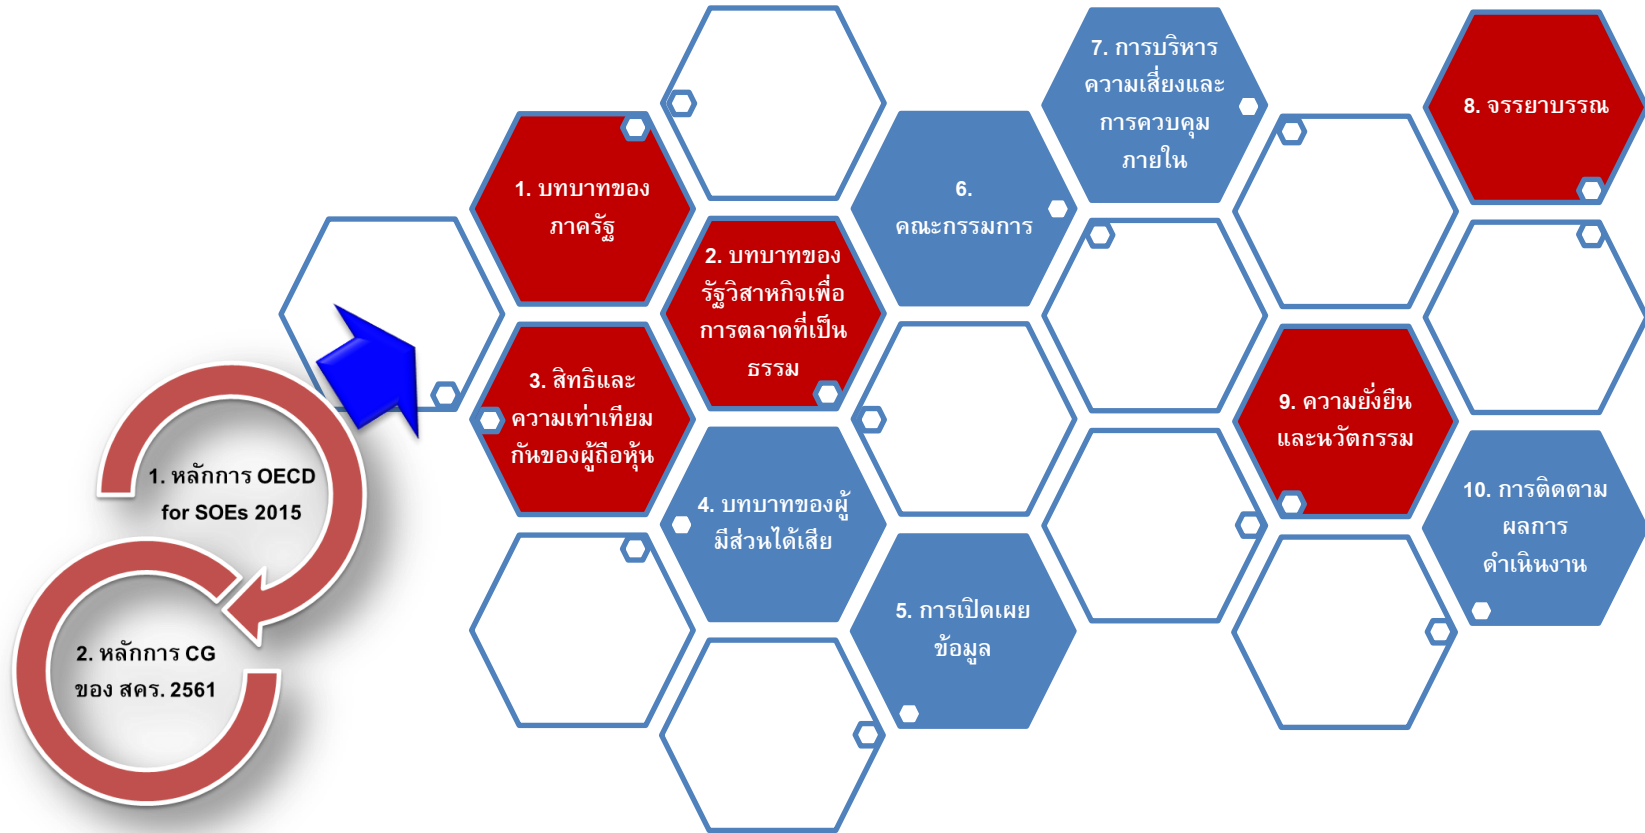 1. หลักการ OECD
for SOEs 2015
2. หลักการ CG
ของ สคร. 2561
1. บทบาทของ
ภาครัฐ
2. บทบาทของ
รัฐวิสาหกิจเพื่อ
การตลาดที่เป็น
ธรรม
3. สิทธิและ
ความเท่าเทียม
กันของผู้ถือหุ้น
4. บทบาทของผู้
มีส่วนได้เสีย
5. การเปิดเผย
ข้อมูล
6.
คณะกรรมการ
7. การบริหาร
ความเสี่ยงและ
การควบคุม
ภายใน
8. จรรยาบรรณ
9. ความยั่งยืน
และนวัตกรรม
10. การติดตาม
ผลการ
ดำเนินงาน